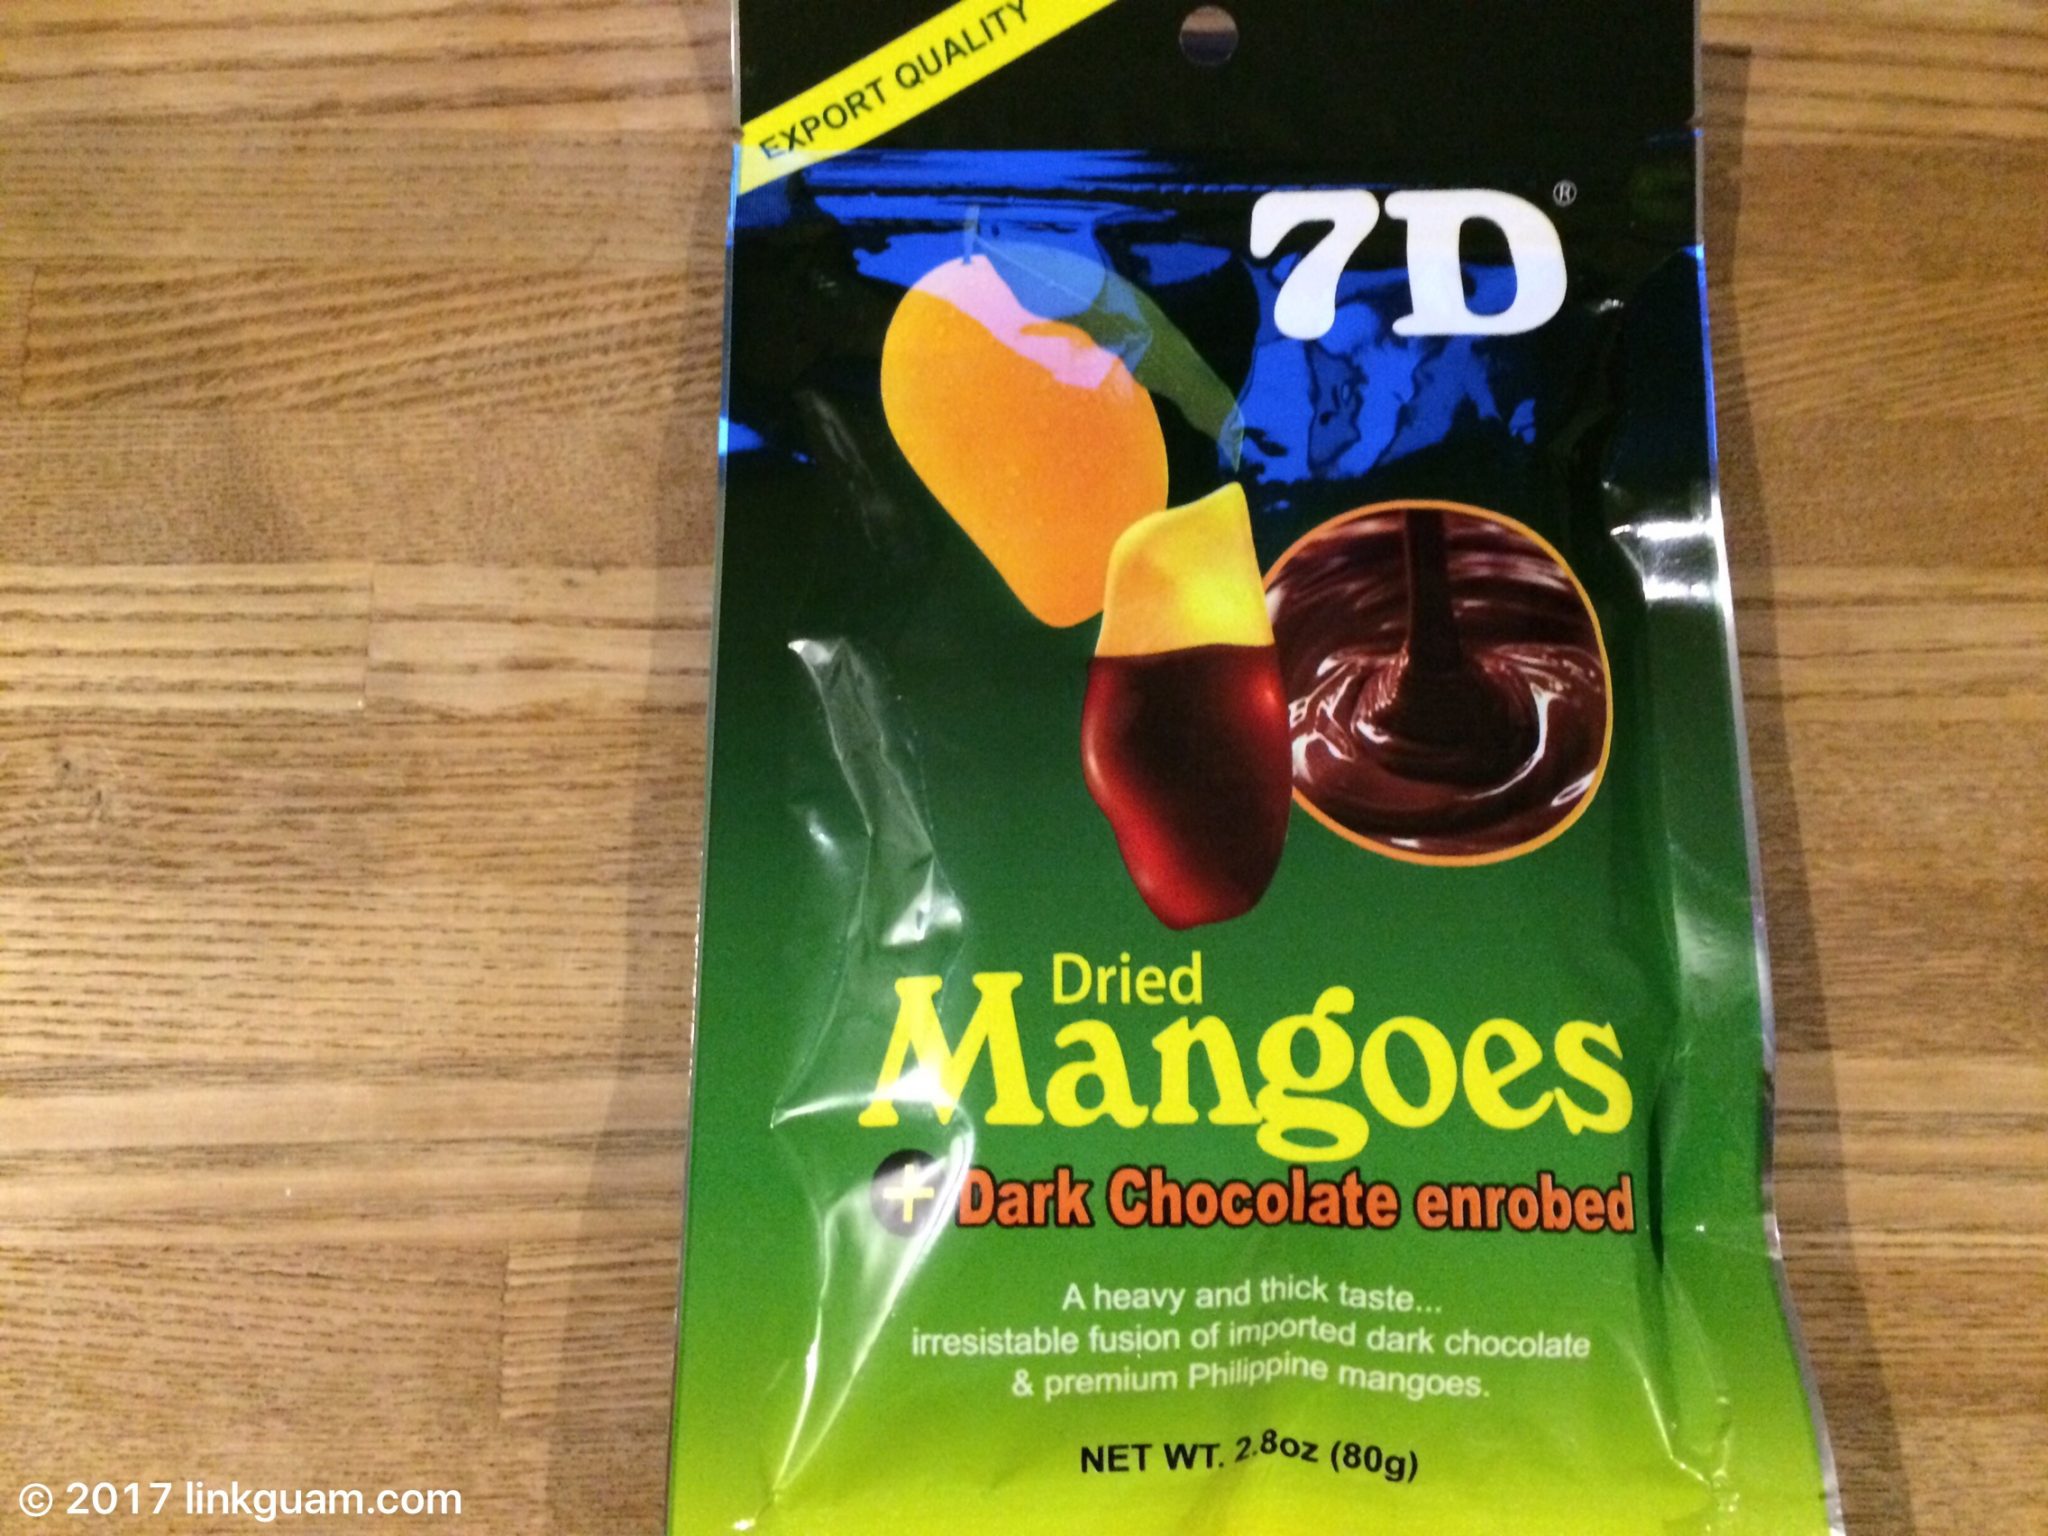 EXPORT QUALITY
7D®
Dried
Mangoes
+ Dark Chocolate enrobed
A heavy and thick taste...
irresistable fusion of imported dark chocolate
& premium Philippine mangoes.
NET WT. 2.8oz (80g)
© 2017 linkguam.com